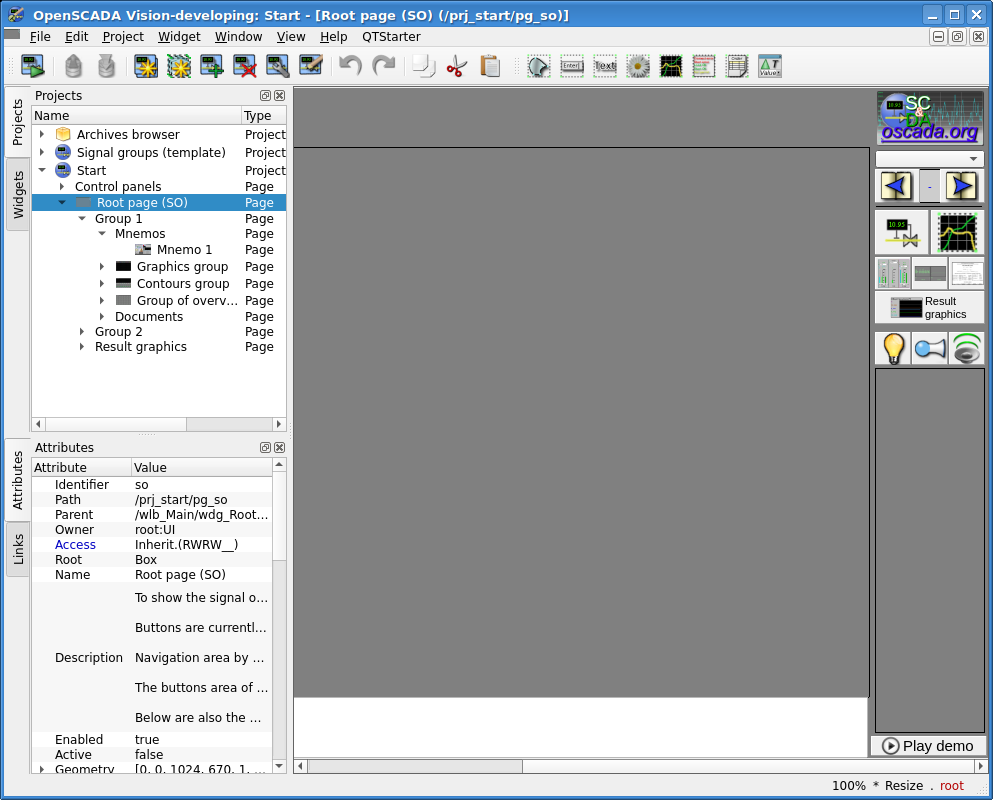 OpenSCADA Vision-developing: Start - [Root page (SO) (/prj_start/pg_so)]
File Edit Project Widget Window View Help QTStarter
Projects
Widgets
Attributes
Links
Projects
Name Type
Archives browser Project
Signal groups (template) Project
Start Project
Control panels Page
Root page (SO) Page
Group 1 Page
Mnemos Page
Mnemo 1 Page
Graphics group Page
Contours group Page
Group of overv... Page
Documents Page
Group 2 Page
Result graphics Page
Attributes
Attribute Value
Identifier so
Path /prj_start/pg_so
Parent /wlb_Main/wdg_Root...
Owner root:UI
Access Inherit.(RWRW__)
Root Box
Name Root page (SO)
To show the signal o...
Buttons are currentl...
Description Navigation area by ...
The buttons area of ...
Below are also the ...
Enabled true
Active false
Geometry [0, 0, 1024, 670, 1, ...
SC
&
DA
oscada.org
-
10.95
Result
graphics
Play demo
100% * Resize . root